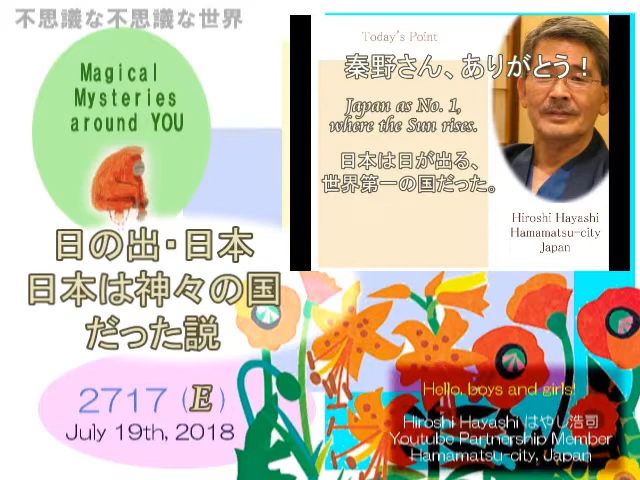 不思議な不思議な世界
Magical
Mysteries
around YOU
日の出・日本
日本は神々の国
だった説
2717 (E)
July 19th, 2018
Today's Point
秦野さん、ありがとう！
Japan as No. 1,
where the Sun rises.
日本は日が出る、
世界第一の国だった。
Hiroshi Hayashi
Hamamatsu-city
Japan
Hello, boys and girls!
Hiroshi Hayashi はやし浩司
Youtube Partnership Member
Hamamatsu-city, Japan